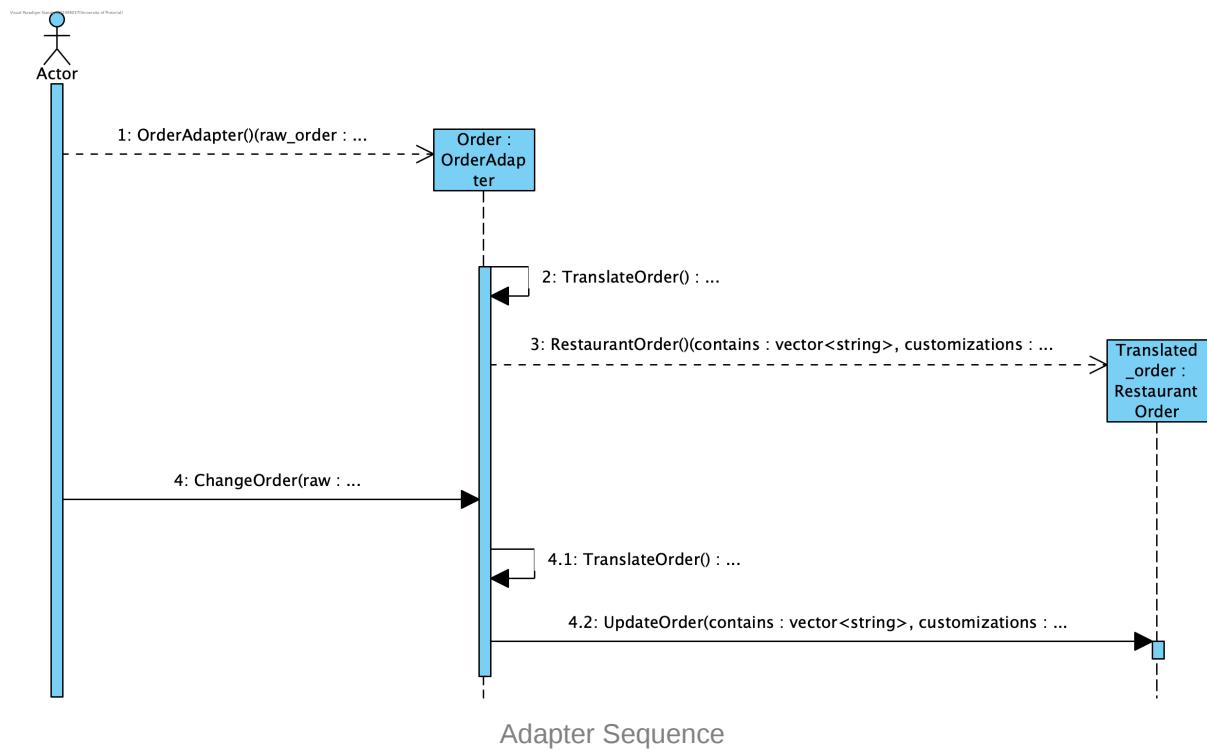 Actor
1: OrderAdapter()(raw_order : ...
Order :
OrderAdap
ter
2: TranslateOrder() : ...
3: RestaurantOrder()(contains : vector<string>, customizations : ...
Translated
_order :
Restaurant
Order
4: ChangeOrder(raw : ...
4.1: TranslateOrder() : ...
4.2: UpdateOrder(contains : vector<string>, customizations : ...
Adapter Sequence